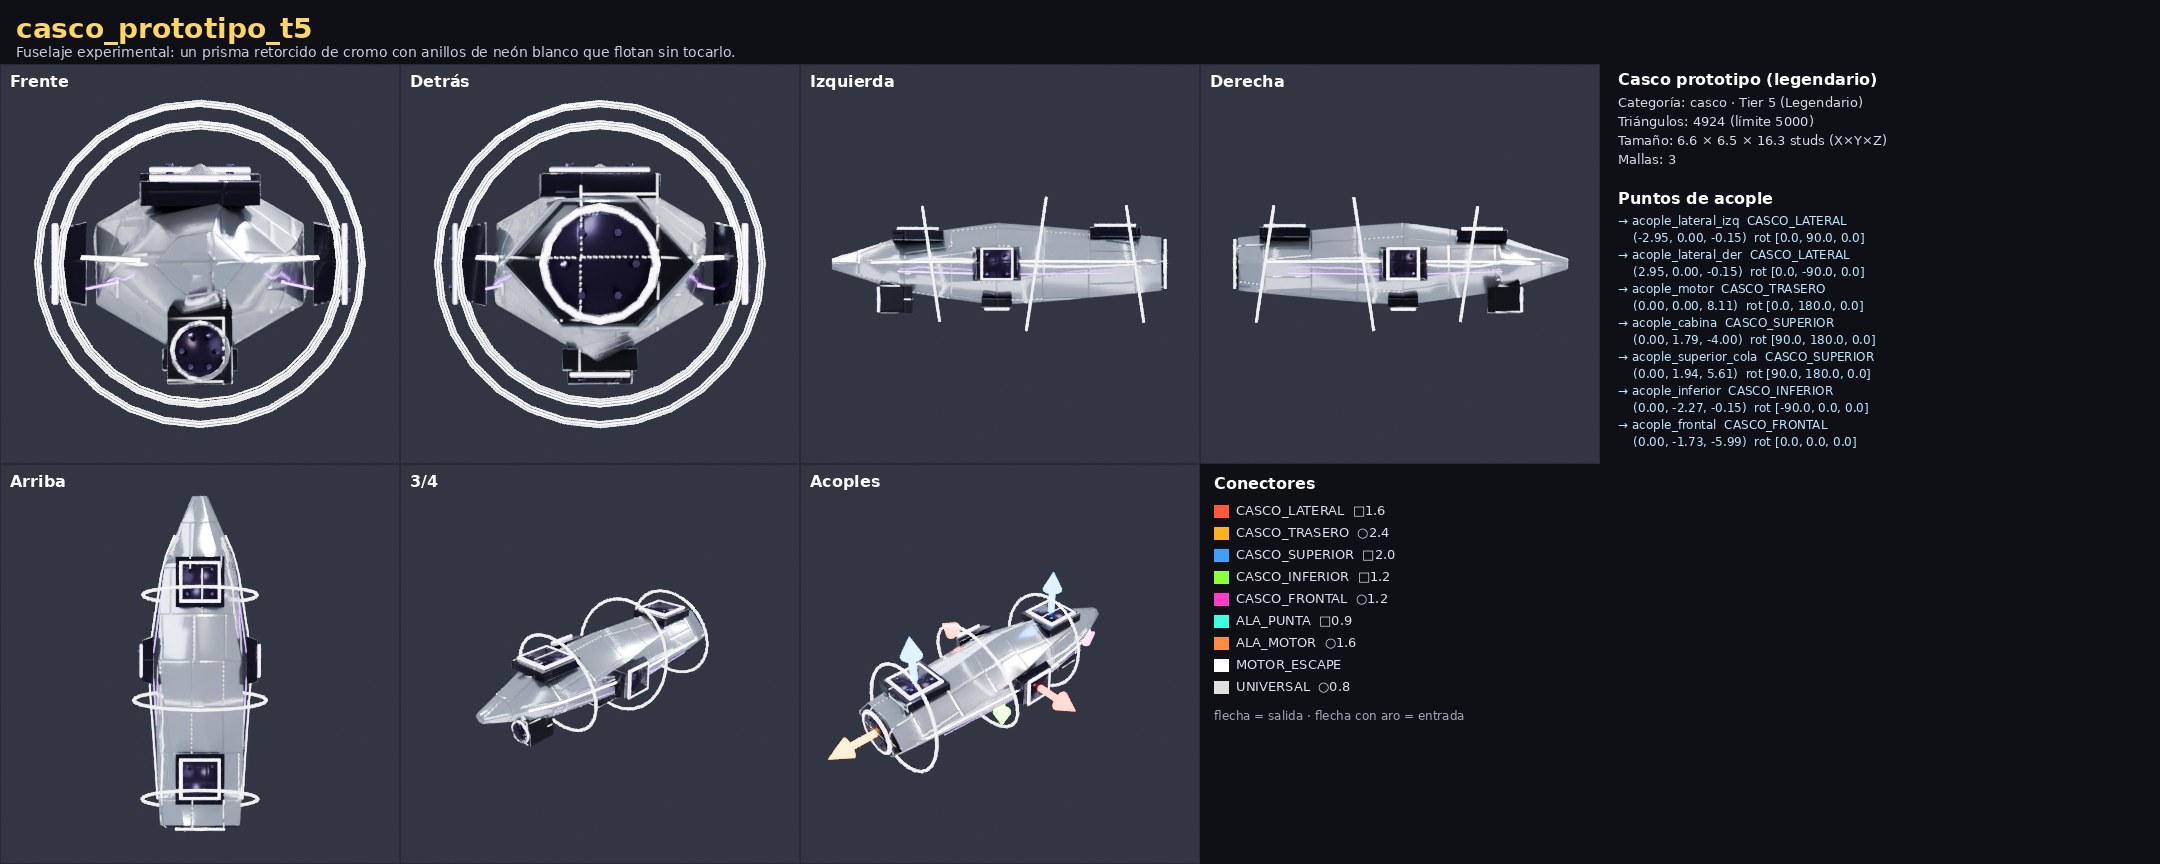 casco_prototipo_t5
Fuselaje experimental: un prisma retorcido de cromo con anillos de neón blanco que flotan sin tocarlo.
Frente
Detrás
Izquierda
Derecha
Casco prototipo (legendario)
Categoría: casco · Tier 5 (Legendario)
Triángulos: 4924 (límite 5000)
Tamaño: 6.6 × 6.5 × 16.3 studs (X×Y×Z)
Mallas: 3
Puntos de acople
→ acople_lateral_izq  CASCO_LATERAL
(-2.95, 0.00, -0.15)  rot [0.0, 90.0, 0.0]
→ acople_lateral_der  CASCO_LATERAL
(2.95, 0.00, -0.15)  rot [0.0, -90.0, 0.0]
→ acople_motor  CASCO_TRASERO
(0.00, 0.00, 8.11)  rot [0.0, 180.0, 0.0]
→ acople_cabina  CASCO_SUPERIOR
(0.00, 1.79, -4.00)  rot [90.0, 180.0, 0.0]
→ acople_superior_cola  CASCO_SUPERIOR
(0.00, 1.94, 5.61)  rot [90.0, 180.0, 0.0]
→ acople_inferior  CASCO_INFERIOR
(0.00, -2.27, -0.15)  rot [-90.0, 0.0, 0.0]
→ acople_frontal  CASCO_FRONTAL
(0.00, -1.73, -5.99)  rot [0.0, 0.0, 0.0]
Arriba
3/4
Acoples
Conectores
CASCO_LATERAL  □1.6
CASCO_TRASERO  ○2.4
CASCO_SUPERIOR  □2.0
CASCO_INFERIOR  □1.2
CASCO_FRONTAL  ○1.2
ALA_PUNTA  □0.9
ALA_MOTOR  ○1.6
MOTOR_ESCAPE
UNIVERSAL  ○0.8
flecha = salida · flecha con aro = entrada